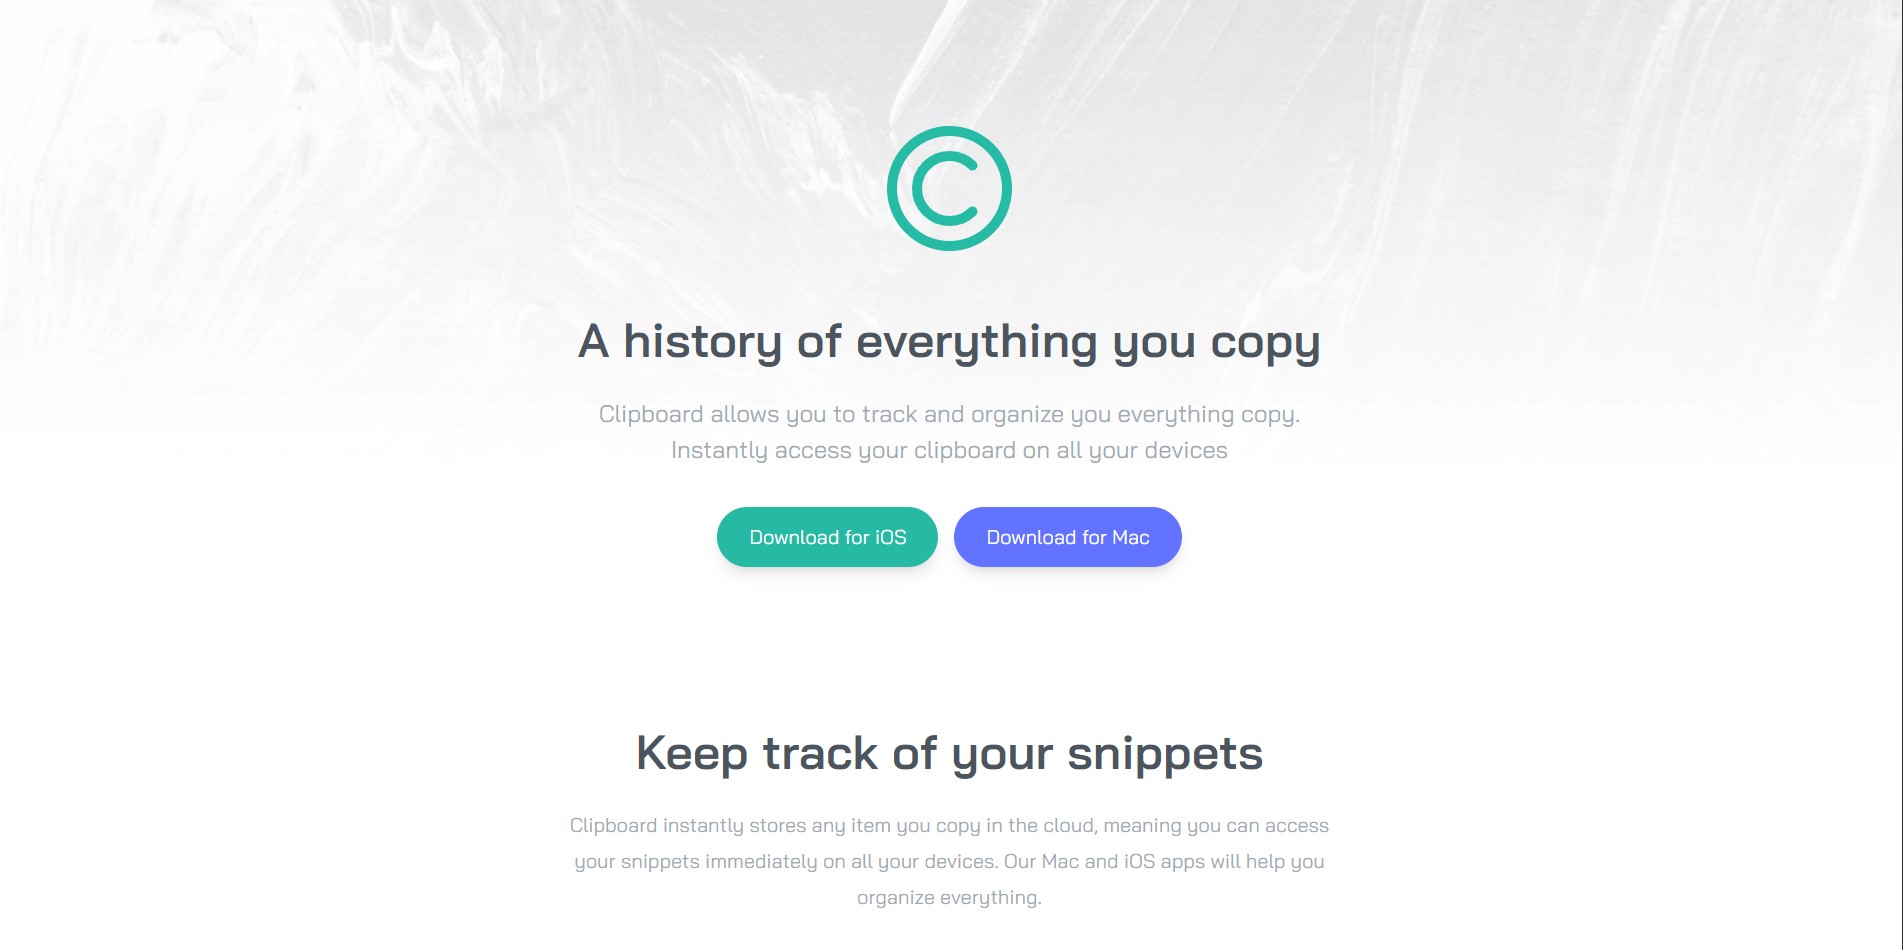 A history of everything you copy
Clipboard allows you to track and organize you everything copy.
Instantly access your clipboard on all your devices
Download for iOS
Download for Mac
Keep track of your snippets
Clipboard instantly stores any item you copy in the cloud, meaning you can access
your snippets immediately on all your devices. Our Mac and iOS apps will help you
organize everything.